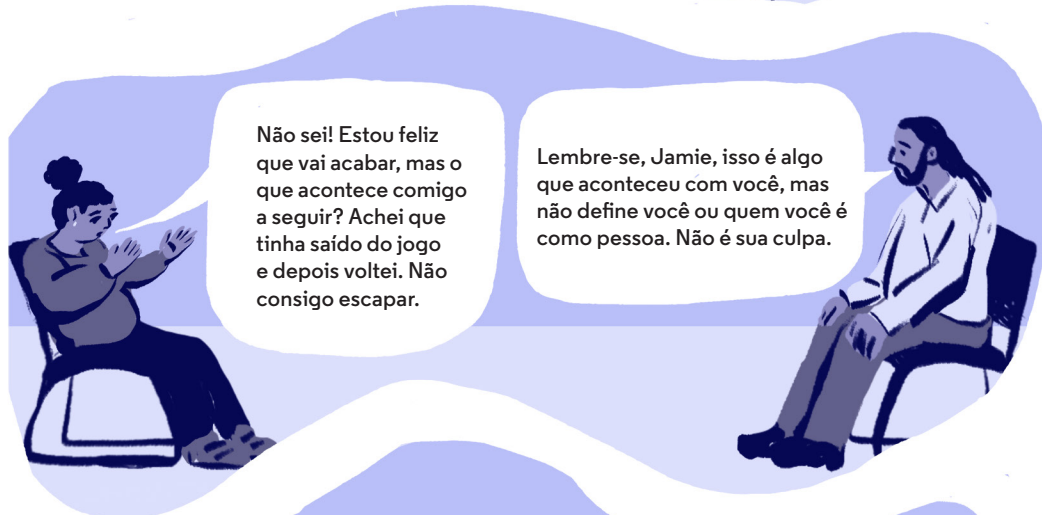 Não sei! Estou feliz
que vai acabar, mas o
que acontece comigo
a seguir? Achei que
tinha saído do jogo
e depois voltei. Não
consigo escapar.
Lembre-se, Jamie, isso é algo
que aconteceu com você, mas
não define você ou quem você é
como pessoa. Não é sua culpa.